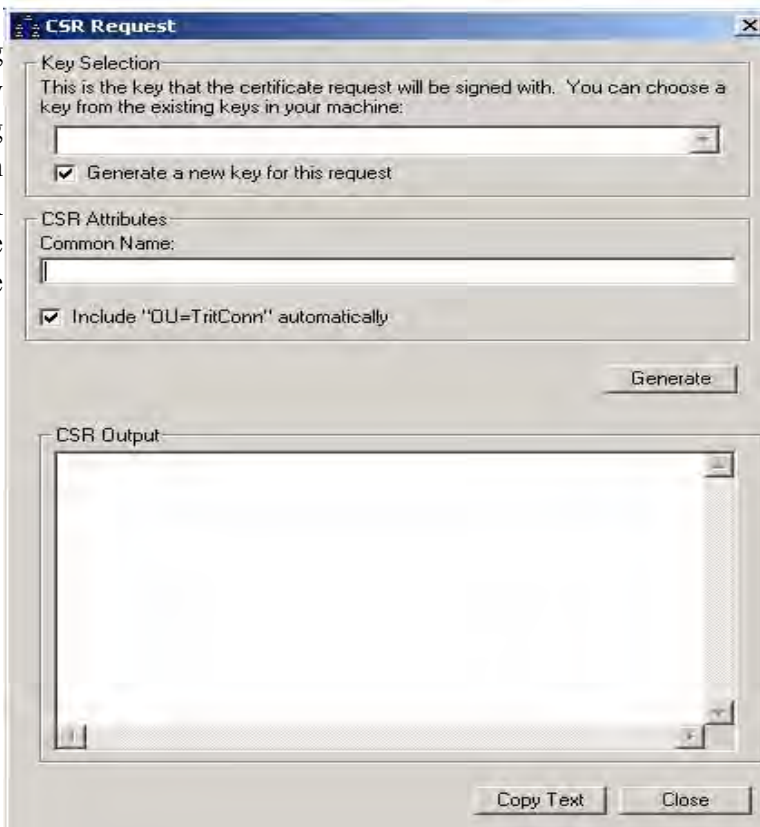 CSR Request
Key Selection
This is the key that the certificate request will be signed with. You can choose a
key from the existing keys in your machine:
Generate a new key for this request
CSR Attributes
Common Name:
Include "OU=TritConn" automatically
Generate
CSR Output
Copy Text
Close